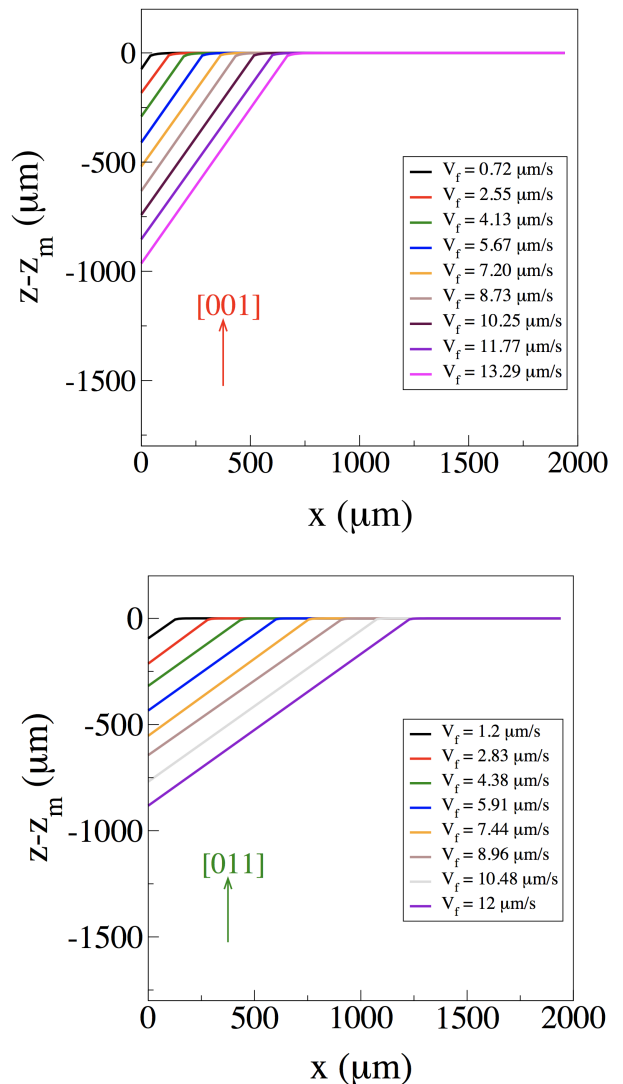 0
-500
-1000
-1500
z-z_m (μm)
[001]
V_f = 0.72 μm/s
V_f = 2.55 μm/s
V_f = 4.13 μm/s
V_f = 5.67 μm/s
V_f = 7.20 μm/s
V_f = 8.73 μm/s
V_f = 10.25 μm/s
V_f = 11.77 μm/s
V_f = 13.29 μm/s
0 500 1000 1500 2000
x (μm)
0
-500
-1000
-1500
z-z_m (μm)
[011]
V_f = 1.2 μm/s
V_f = 2.83 μm/s
V_f = 4.38 μm/s
V_f = 5.91 μm/s
V_f = 7.44 μm/s
V_f = 8.96 μm/s
V_f = 10.48 μm/s
V_f = 12 μm/s
0 500 1000 1500 2000
x (μm)